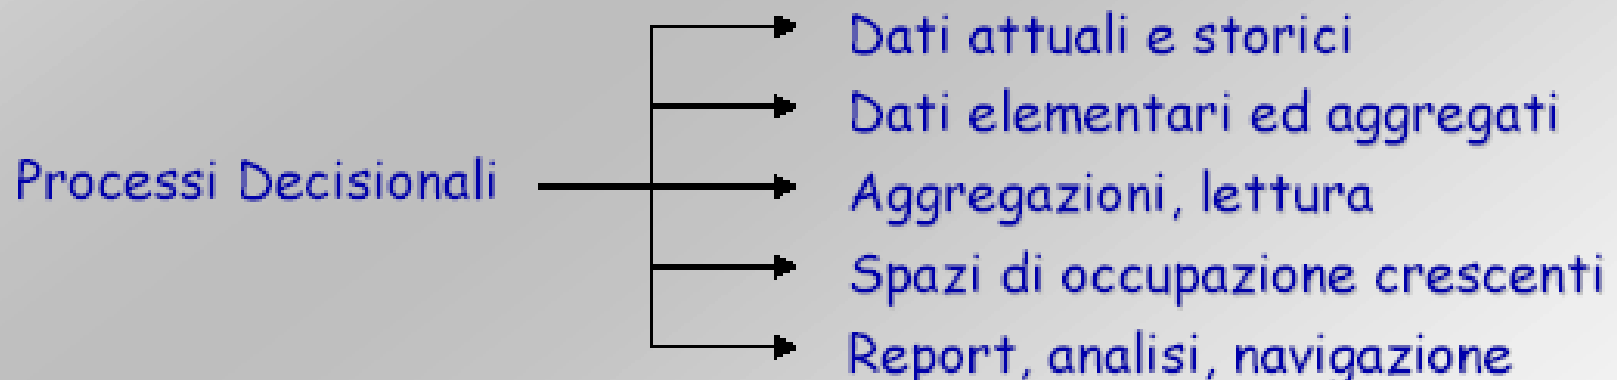 Dati attuali e storici
Dati elementari ed aggregati
Processi Decisionali
Aggregazioni, lettura
Spazi di occupazione crescenti
Report, analisi, navigazione